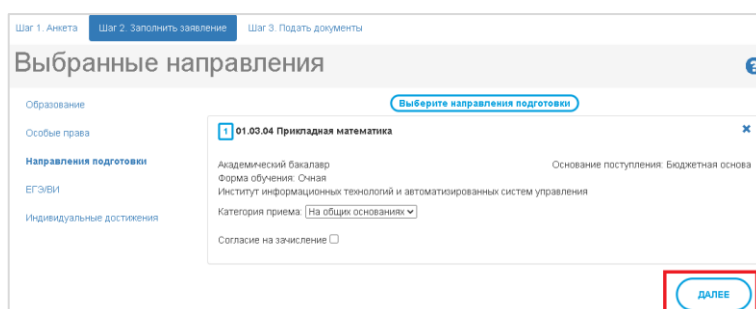 Шаг 1. Анкета Шаг 2. Заполнить заявление Шаг 3. Подать документы
Выбранные направления
?
Образование
Особые права
Направления подготовки
ЕГЭ/ВИ
Индивидуальные достижения
Выберите направления подготовки
1 01.03.04 Прикладная математика
Академический бакалавр Основание поступления: Бюджетная основа
Форма обучения: Очная
Институт информационных технологий и автоматизированных систем управления
Категория приема: На общих основаниях
Согласие на зачисление
ДАЛЕЕ